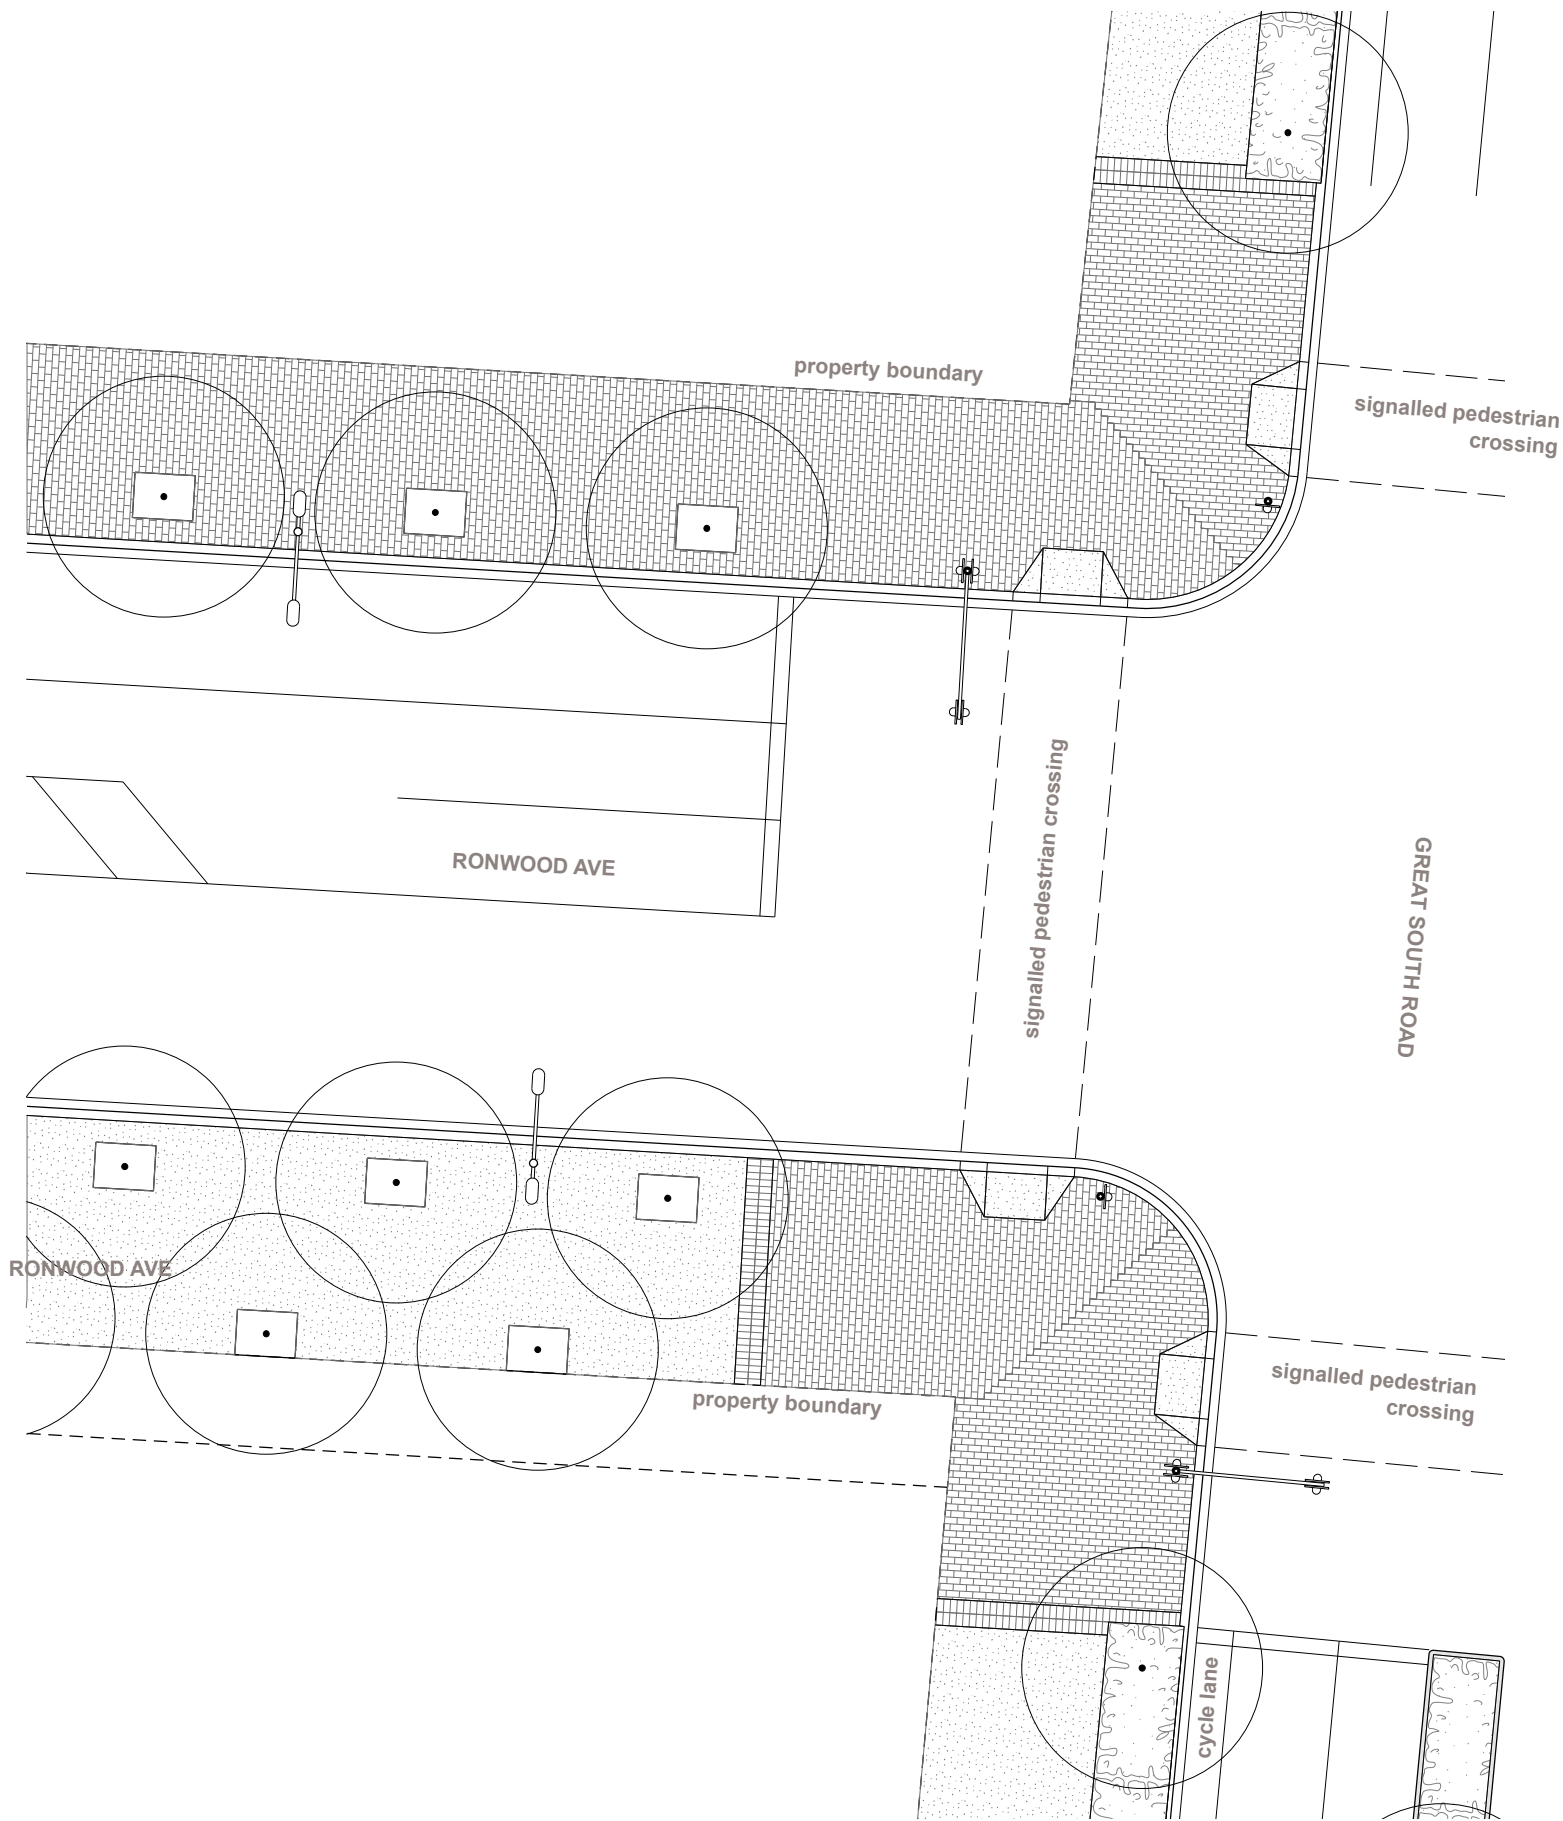 property boundary
signalled pedestrian
crossing
signalled pedestrian crossing
RONWOOD AVE
GREAT SOUTH ROAD
RONWOOD AVE
signalled pedestrian
crossing
property boundary
cycle lane